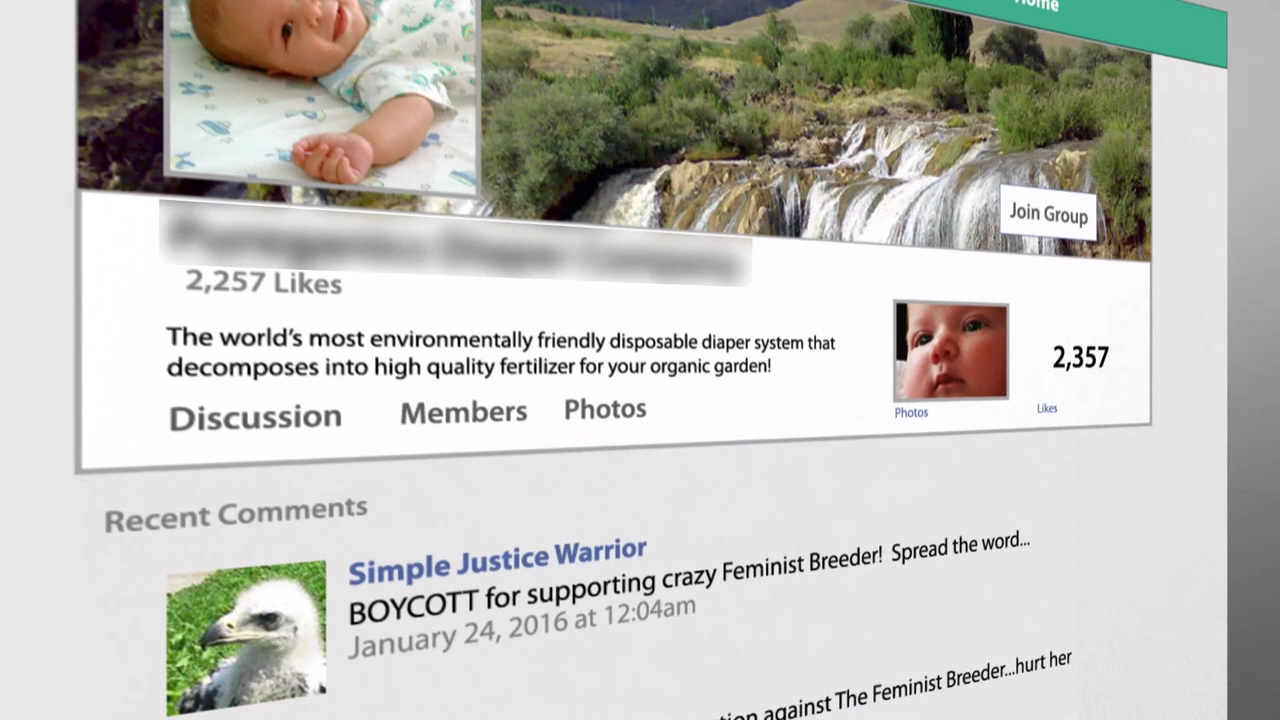 Home
Join Group
2,257 Likes
The world's most environmentally friendly disposable diaper system that
decomposes into high quality fertilizer for your organic garden!
2,357
Photos
Likes
Discussion Members Photos
Recent Comments
Simple Justice Warrior
BOYCOTT for supporting crazy Feminist Breeder! Spread the word...
January 24, 2016 at 12:04am
against The Feminist Breeder...hurt her